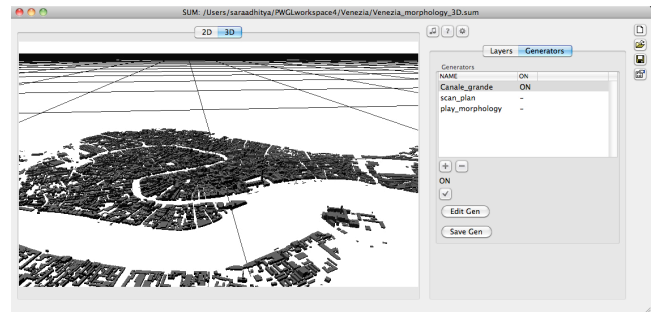 SUM: /Users/saraadhitya/PWGLworkspace4/Venezia/Venezia_morphology_3D.sum
2D 3D
?
Layers Generators
Generators
NAME ON
Canale_grande ON
scan_plan –
play_morphology –
+ −
ON
Edit Gen
Save Gen